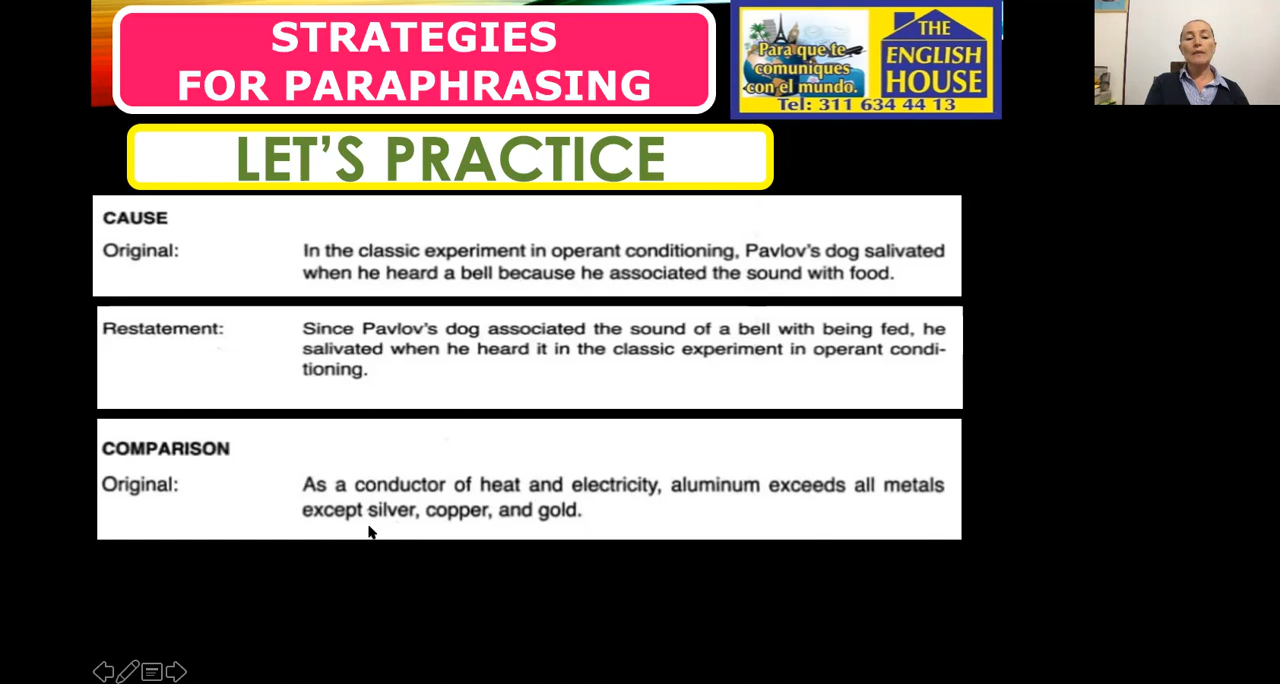 STRATEGIES
FOR PARAPHRASING
Para que te
comuniques
con el mundo.
THE
ENGLISH
HOUSE
Tel: 311 634 44 13
LET'S PRACTICE
CAUSE
Original: In the classic experiment in operant conditioning, Pavlov's dog salivated
when he heard a bell because he associated the sound with food.
Restatement: Since Pavlov's dog associated the sound of a bell with being fed, he
salivated when he heard it in the classic experiment in operant condi-
tioning.
COMPARISON
Original: As a conductor of heat and electricity, aluminum exceeds all metals
except silver, copper, and gold.